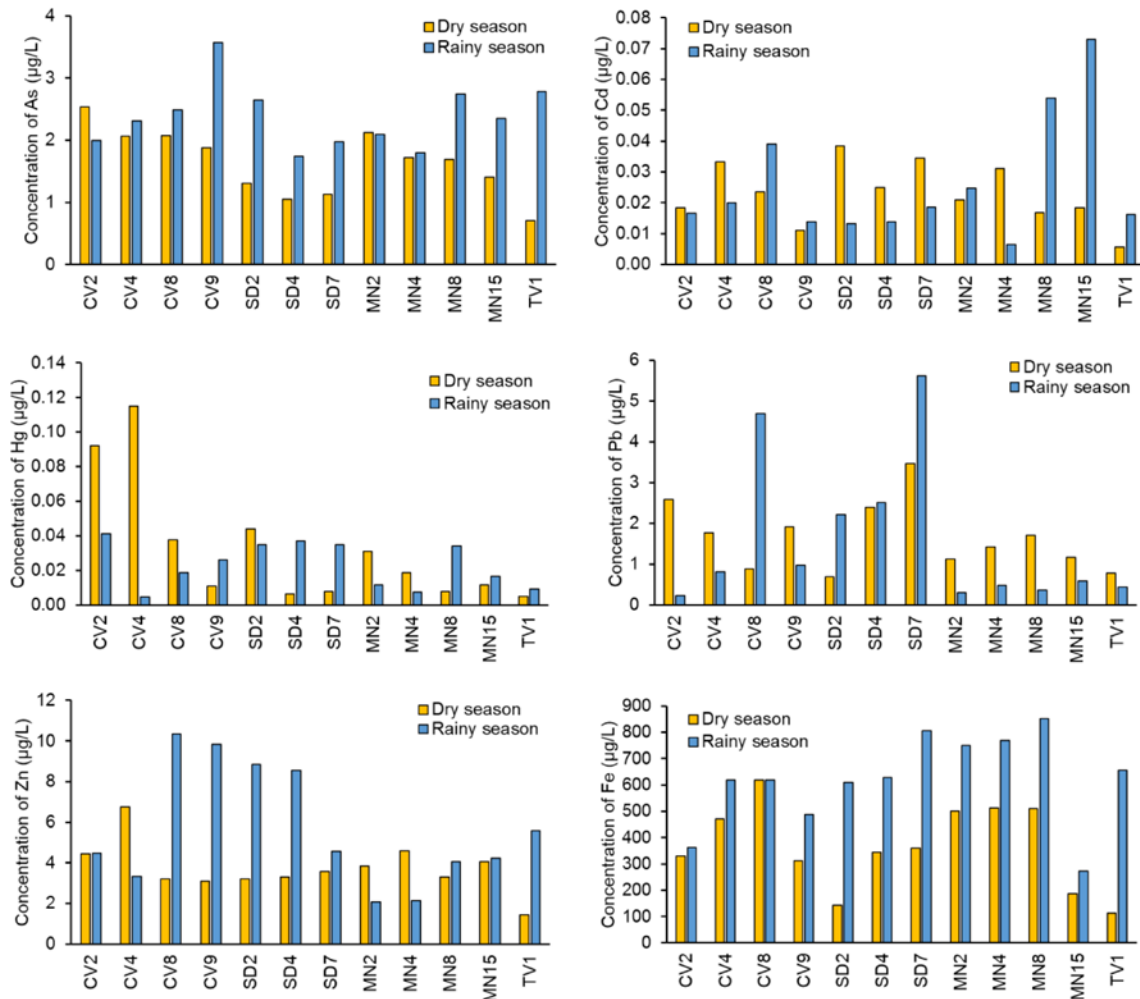 Concentration of As (µg/L)
4
3
2
1
0
Dry season
Rainy season
CV2 CV4 CV8 CV9 SD2 SD4 SD7 MN2 MN4 MN8 MN15 TV1
Concentration of Cd (µg/L)
0.08
0.07
0.06
0.05
0.04
0.03
0.02
0.01
0.00
Dry season
Rainy season
CV2 CV4 CV8 CV9 SD2 SD4 SD7 MN2 MN4 MN8 MN15 TV1
Concentration of Hg (µg/L)
0.14
0.12
0.10
0.08
0.06
0.04
0.02
0.00
Dry season
Rainy season
CV2 CV4 CV8 CV9 SD2 SD4 SD7 MN2 MN4 MN8 MN15 TV1
Concentration of Pb (µg/L)
6
5
4
3
2
1
0
Dry season
Rainy season
CV2 CV4 CV8 CV9 SD2 SD4 SD7 MN2 MN4 MN8 MN15 TV1
Concentration of Zn (µg/L)
12
10
8
6
4
2
0
Dry season
Rainy season
CV2 CV4 CV8 CV9 SD2 SD4 SD7 MN2 MN4 MN8 MN15 TV1
Concentration of Fe (µg/L)
900
800
700
600
500
400
300
200
100
0
Dry season
Rainy season
CV2 CV4 CV8 CV9 SD2 SD4 SD7 MN2 MN4 MN8 MN15 TV1